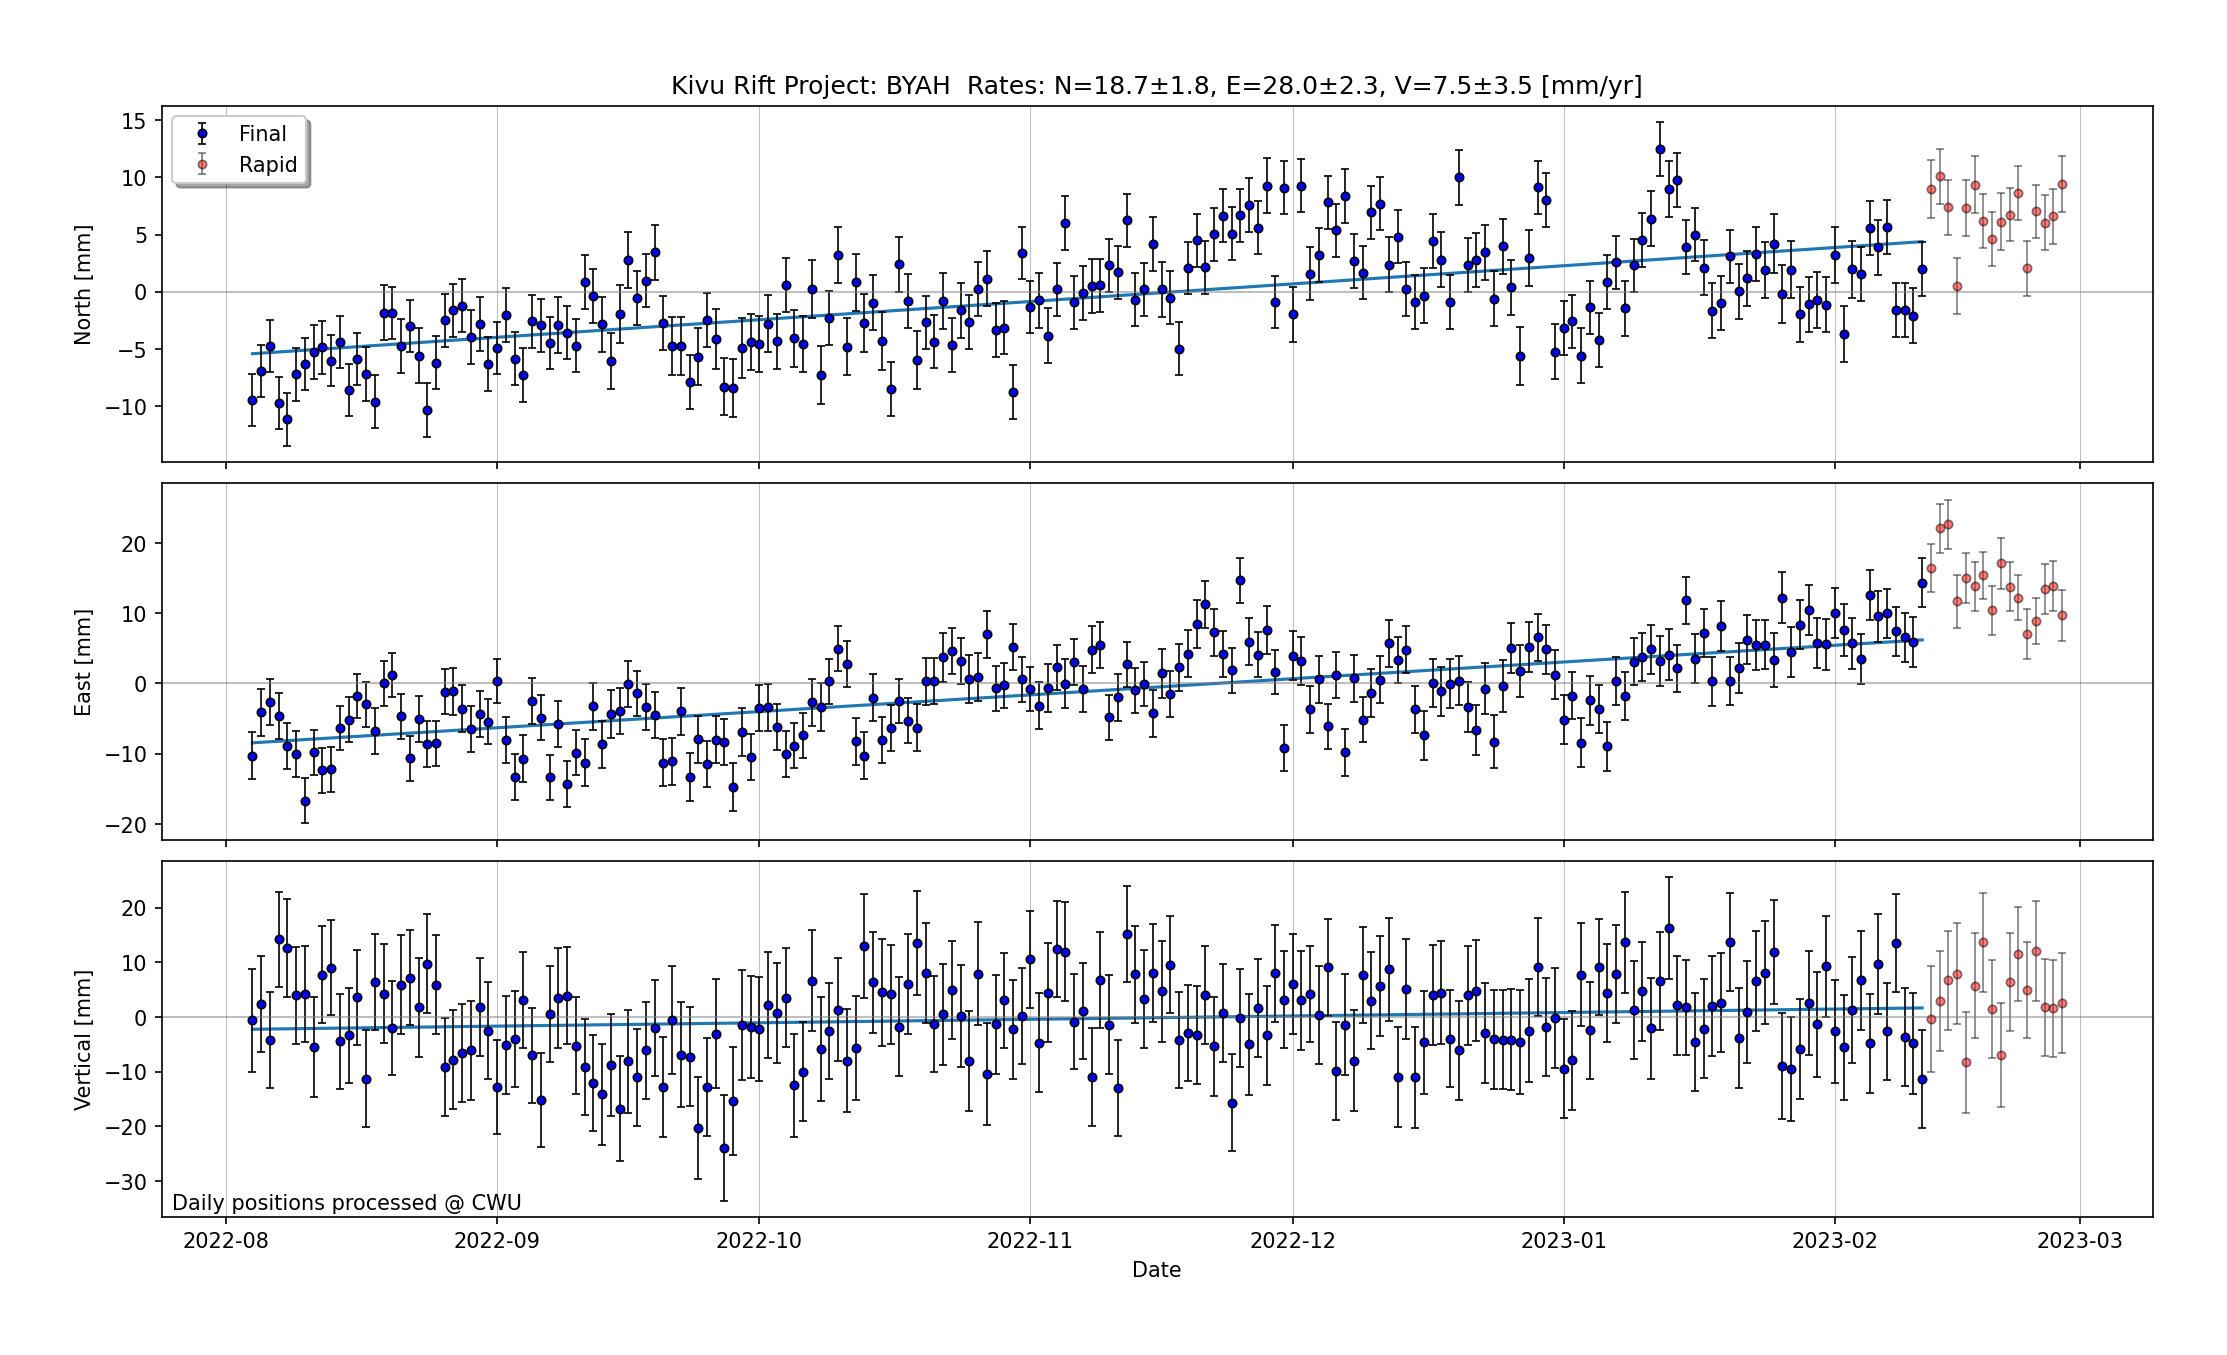 Kivu Rift Project: BYAH  Rates: N=18.7±1.8, E=28.0±2.3, V=7.5±3.5 [mm/yr]
Final
Rapid
North [mm]
15
10
5
0
−5
−10
East [mm]
20
10
0
−10
−20
Vertical [mm]
20
10
0
−10
−20
−30
Daily positions processed @ CWU
2022-08 2022-09 2022-10 2022-11 2022-12 2023-01 2023-02 2023-03
Date